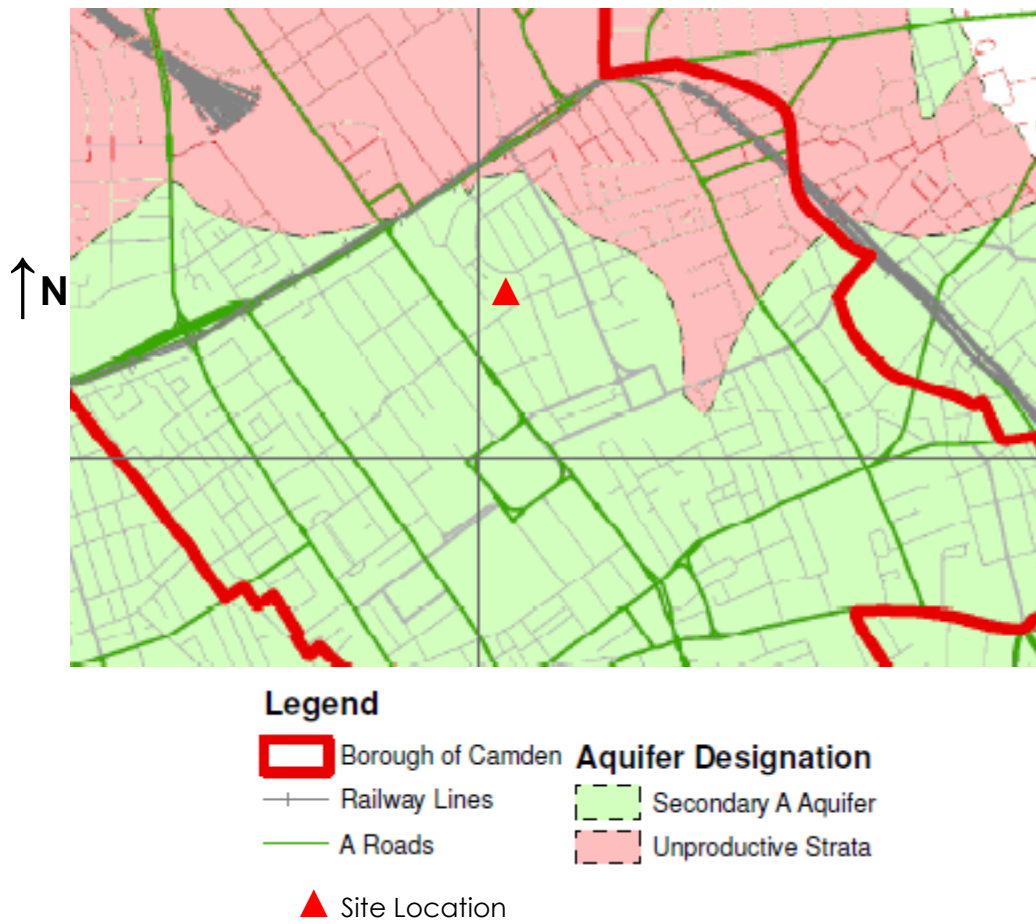 N
Legend
Borough of Camden
Railway Lines
A Roads
Site Location
Aquifer Designation
Secondary A Aquifer
Unproductive Strata